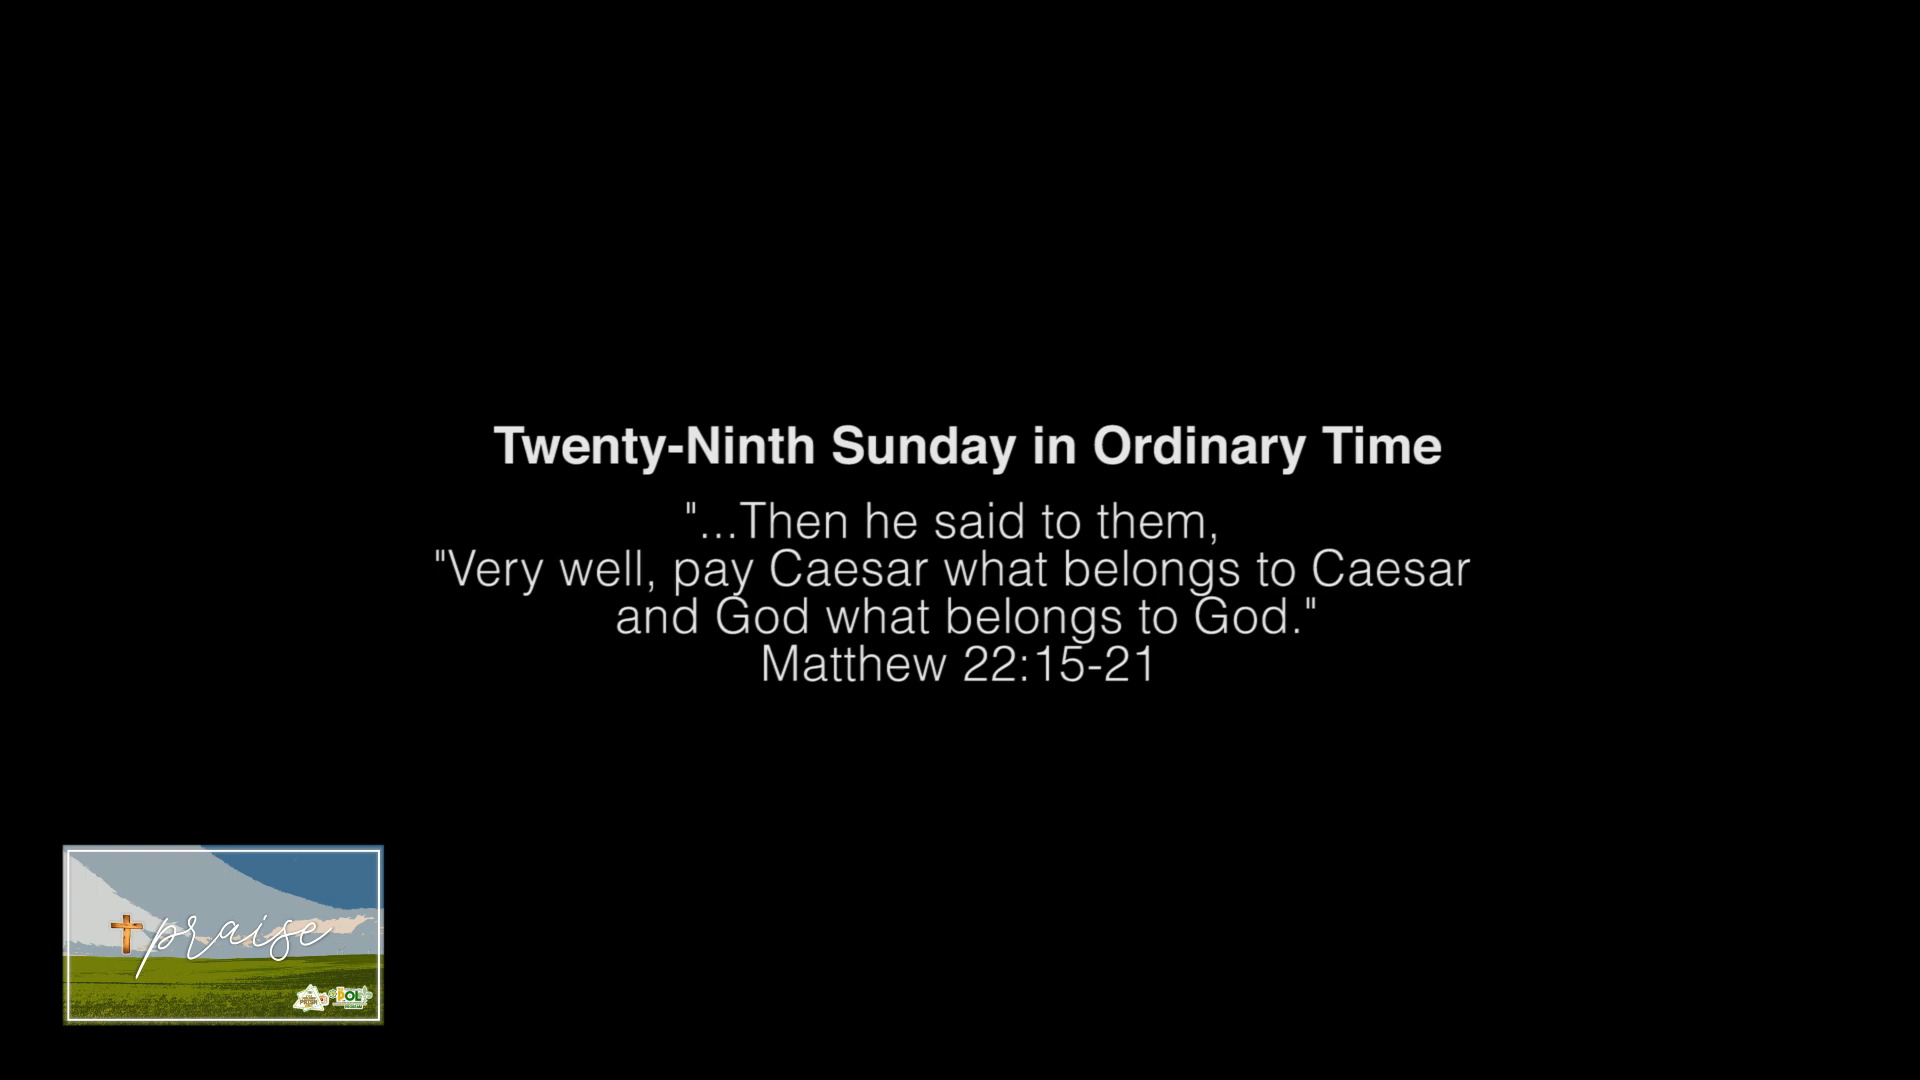 Twenty-Ninth Sunday in Ordinary Time
"...Then he said to them,
"Very well, pay Caesar what belongs to Caesar
and God what belongs to God."
Matthew 22:15-21
praise